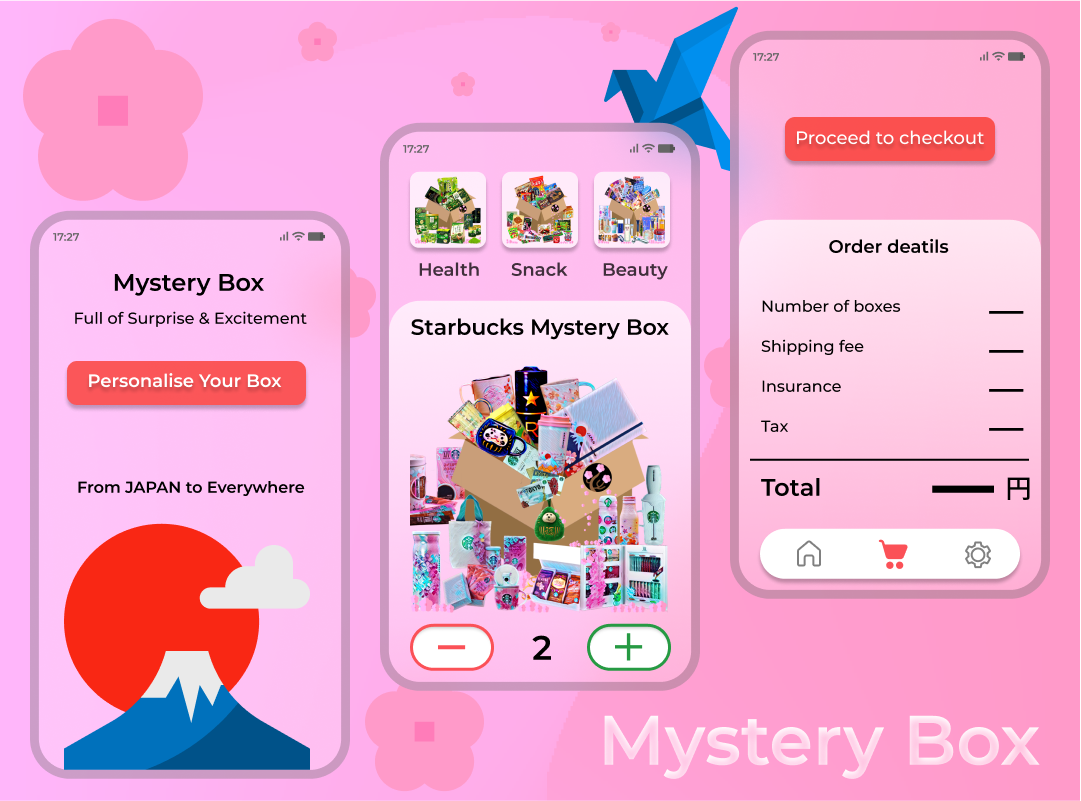 17:27
Mystery Box
Full of Surprise & Excitement
Personalise Your Box
From JAPAN to Everywhere
17:27
Health
Snack
Beauty
Starbucks Mystery Box
2
17:27
Proceed to checkout
Order deatils
Number of boxes
Shipping fee
Insurance
Tax
Total
円
Mystery Box